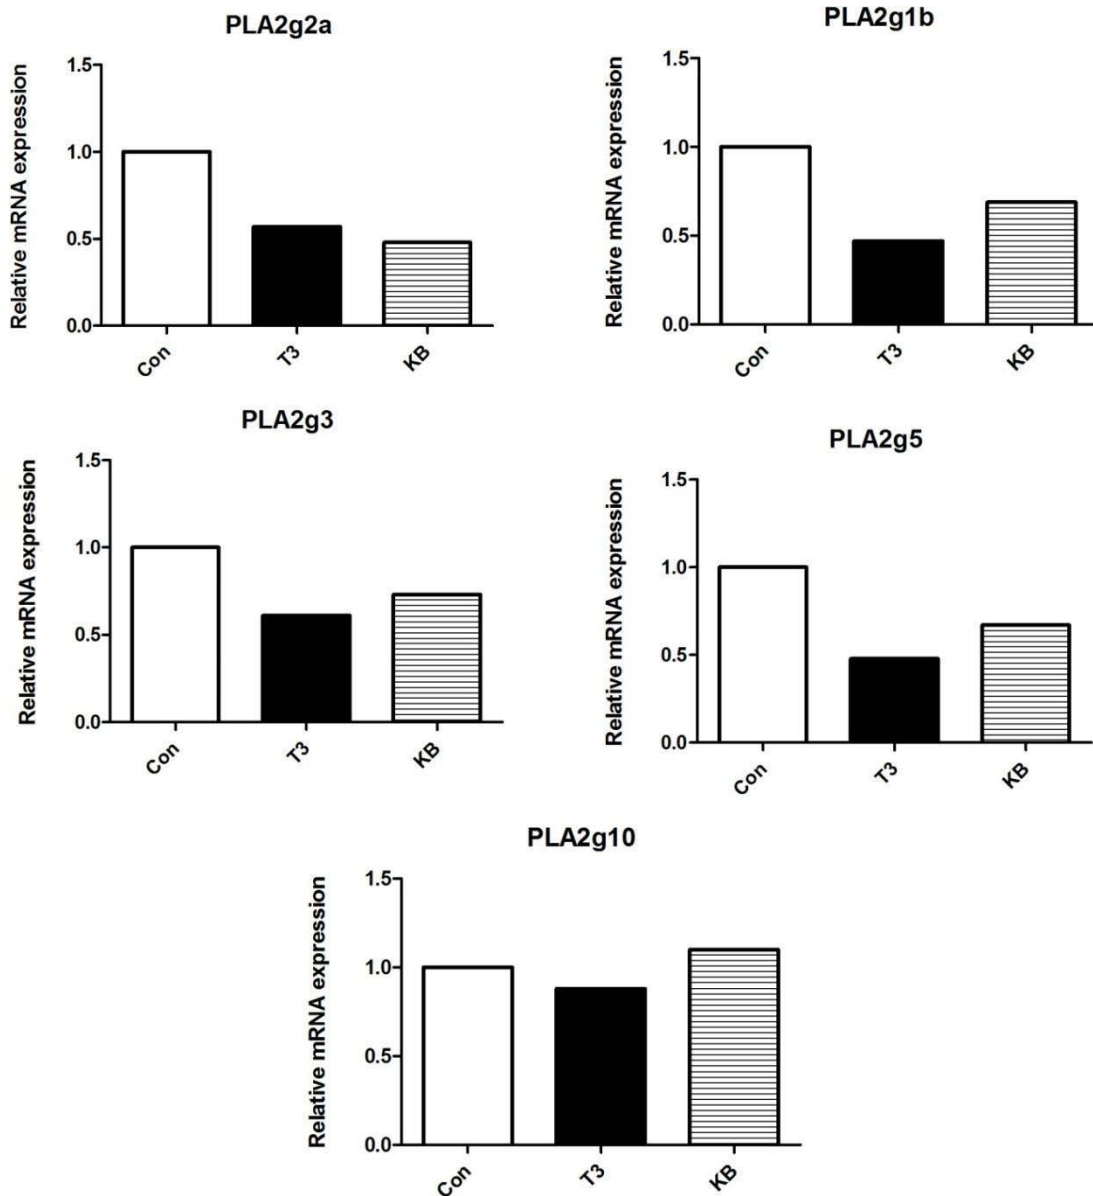 PLA2g2a
Relative mRNA expression
1.5
1.0
0.5
0.0
Con
T3
KB
PLA2g1b
Relative mRNA expression
1.5
1.0
0.5
0.0
Con
T3
KB
PLA2g3
Relative mRNA expression
1.5
1.0
0.5
0.0
Con
T3
KB
PLA2g5
Relative mRNA expression
1.5
1.0
0.5
0.0
Con
T3
KB
PLA2g10
Relative mRNA expression
1.5
1.0
0.5
0.0
Con
T3
KB